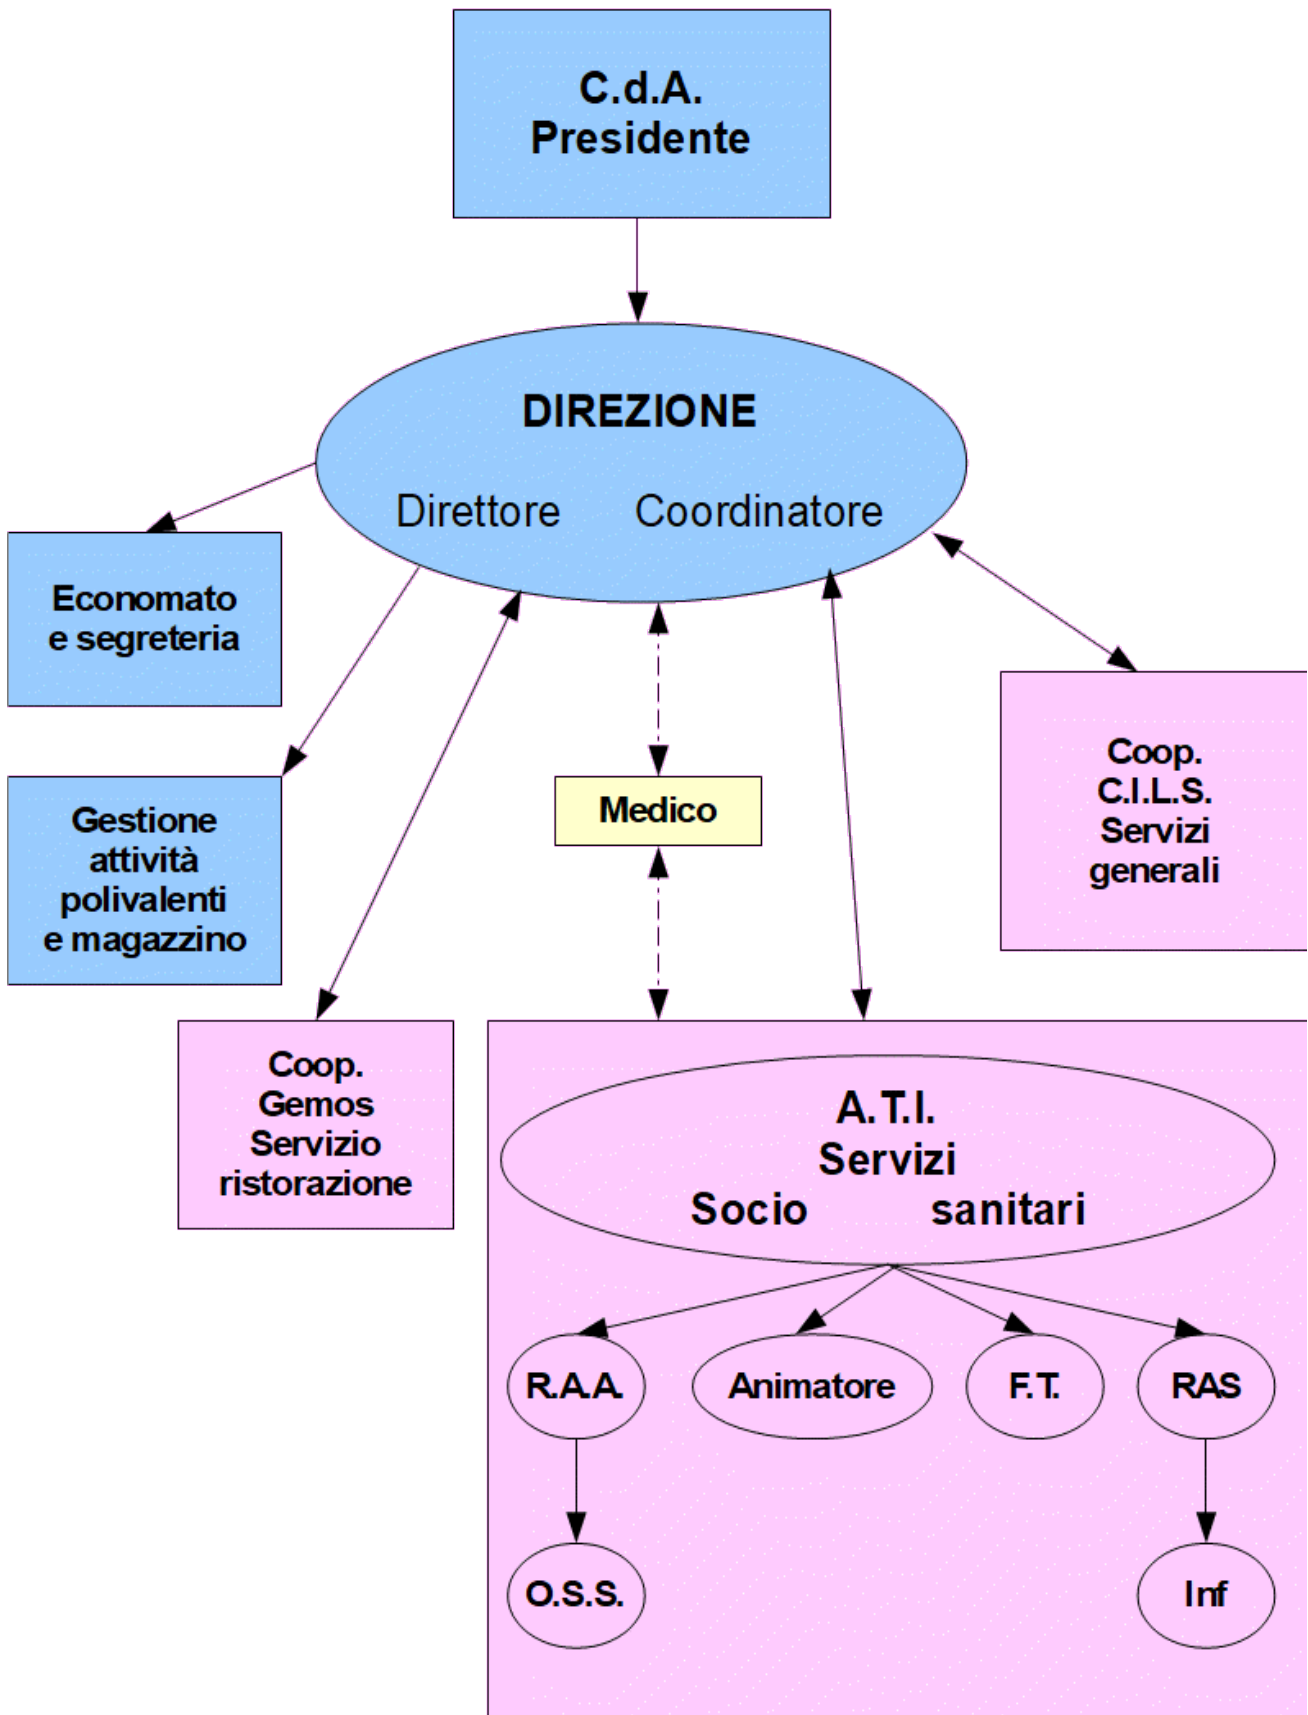 C.d.A.
Presidente
DIREZIONE
Direttore Coordinatore
Economato
e segreteria
Gestione
attività
polivalenti
e magazzino
Medico
Coop.
C.I.L.S.
Servizi
generali
Coop.
Gemos
Servizio
ristorazione
A.T.I.
Servizi
Socio sanitari
R.A.A.
Animatore
F.T.
RAS
O.S.S.
Inf